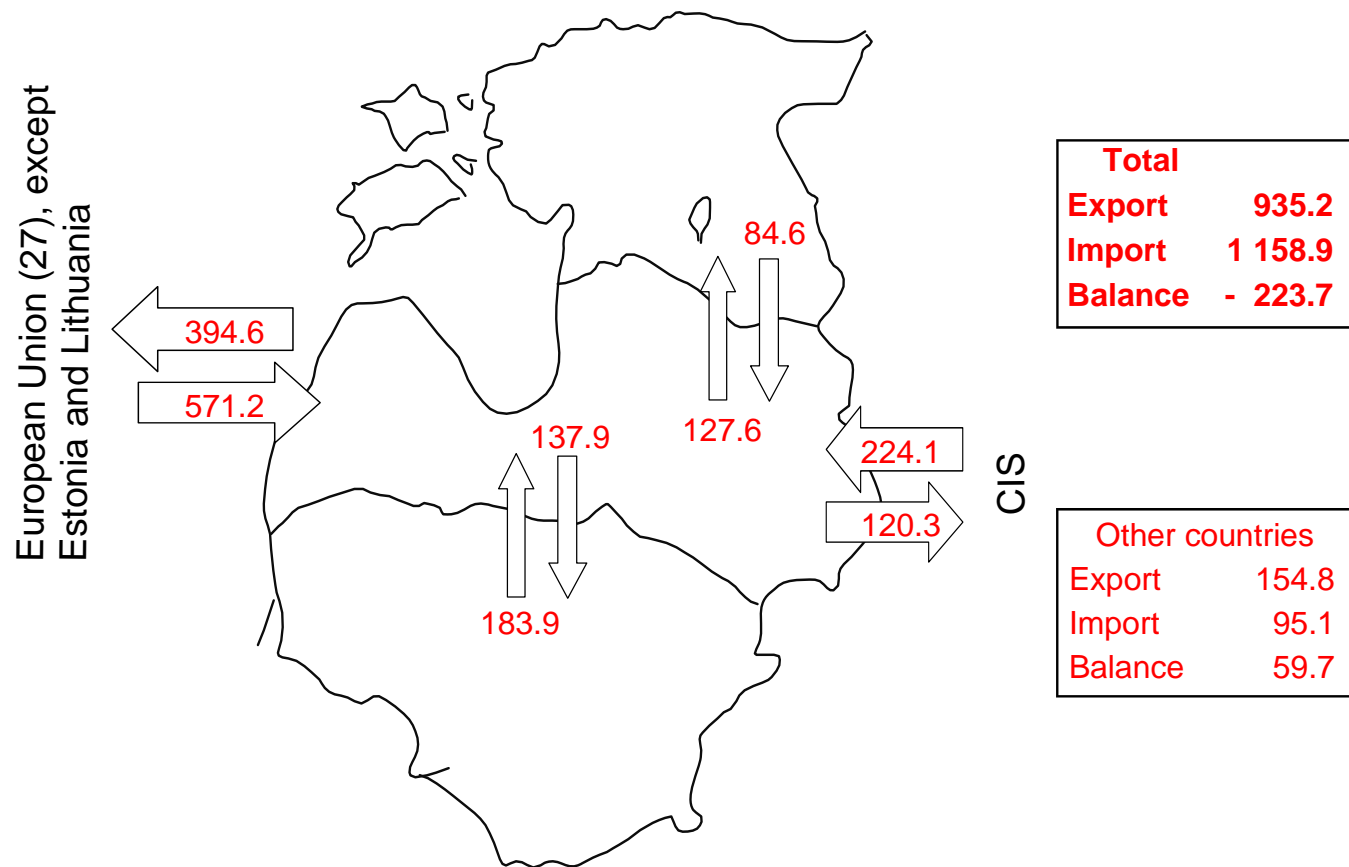 European Union (27), except
Estonia and Lithuania
394.6
571.2
84.6
127.6
137.9
183.9
224.1
120.3
CIS
Total
Export 935.2
Import 1 158.9
Balance - 223.7
Other countries
Export 154.8
Import 95.1
Balance 59.7